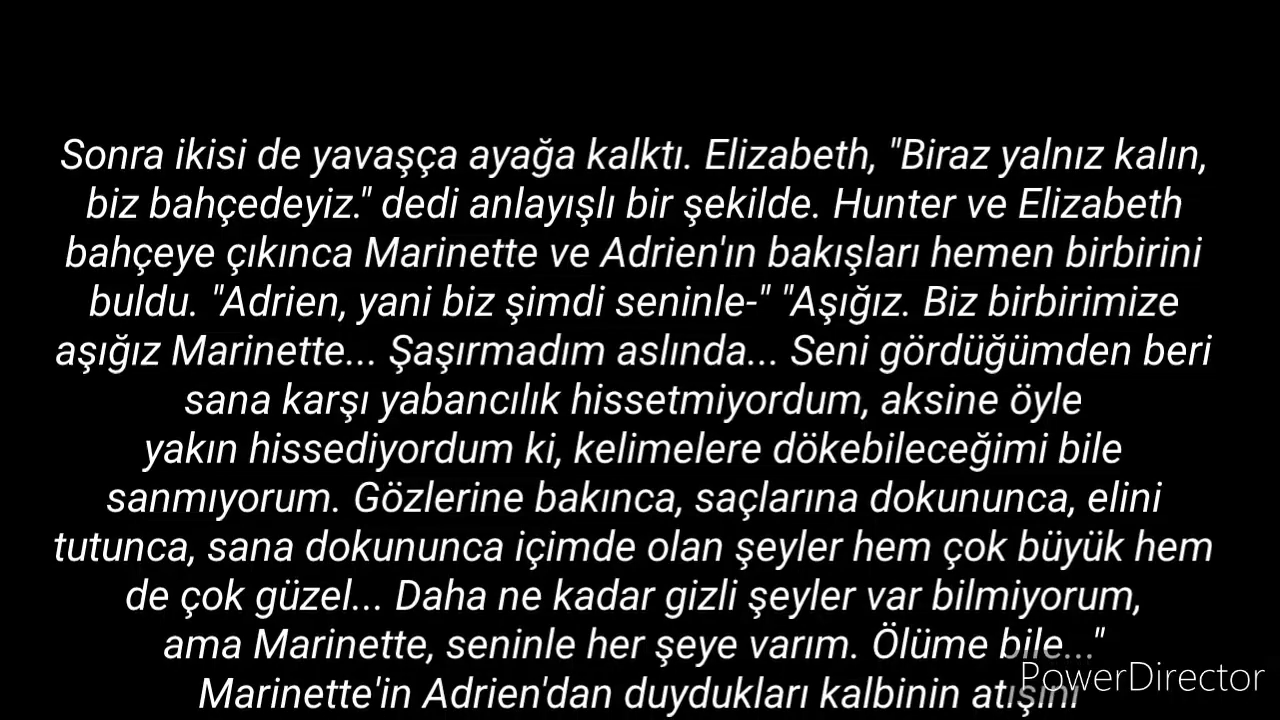 Sonra ikisi de yavaşça ayağa kalktı. Elizabeth, "Biraz yalnız kalın,
biz bahçedeyiz." dedi anlayışlı bir şekilde. Hunter ve Elizabeth
bahçeye çıkınca Marinette ve Adrien'ın bakışları hemen birbirini
buldu. "Adrien, yani biz şimdi seninle-" "Aşığız. Biz birbirimize
aşığız Marinette... Şaşırmadım aslında... Seni gördüğümden beri
sana karşı yabancılık hissetmiyordum, aksine öyle
yakın hissediyordum ki, kelimelere dökebileceğimi bile
sanmıyorum. Gözlerine bakınca, saçlarına dokununca, elini
tutunca, sana dokununca içimde olan şeyler hem çok büyük hem
de çok güzel... Daha ne kadar gizli şeyler var bilmiyorum,
ama Marinette, seninle her şeye varım. Ölüme bile..."
PowerDirector
Marinette'in Adrien'dan duydukları kalbinin atışını